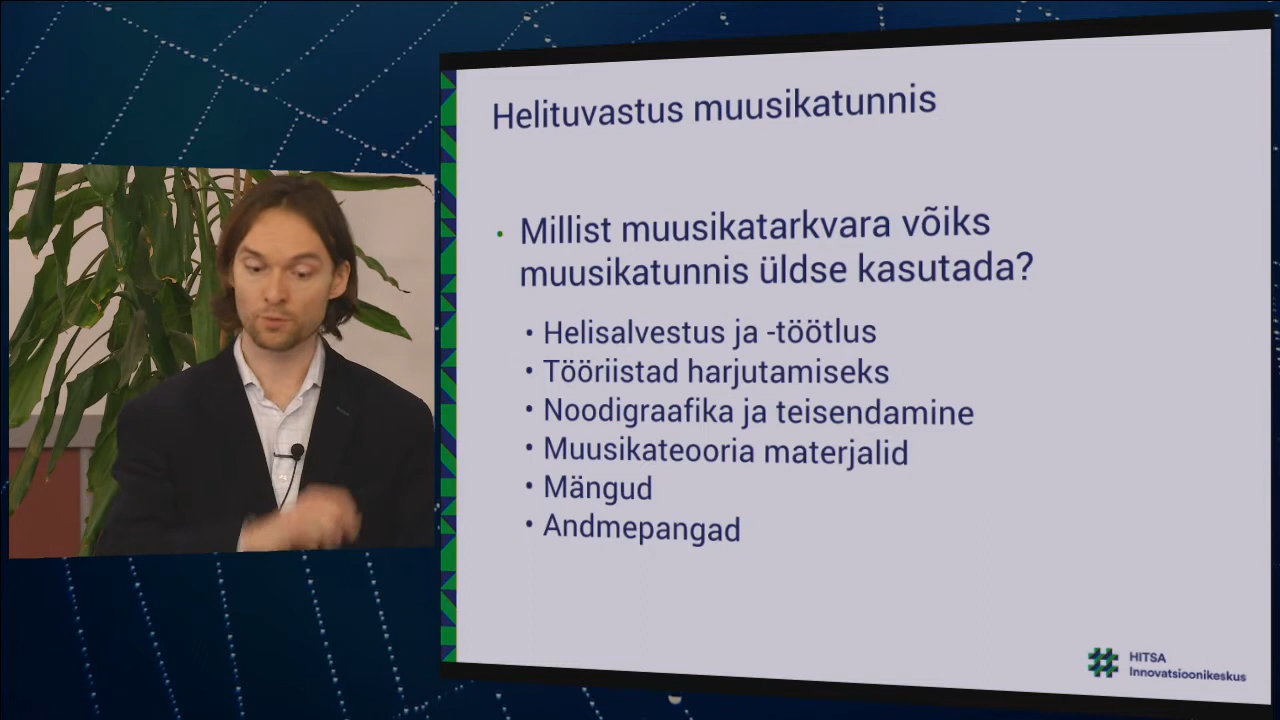 Helituvastus muusikatunnis
• Millist muusikatarkvara võiks
muusikatunnis üldse kasutada?
• Helisalvestus ja -töötlus
• Tööriistad harjutamiseks
• Noodigraafika ja teisendamine
• Muusikateooria materjalid
• Mängud
• Andmepangad
HITSA
Innovatsioonikeskus